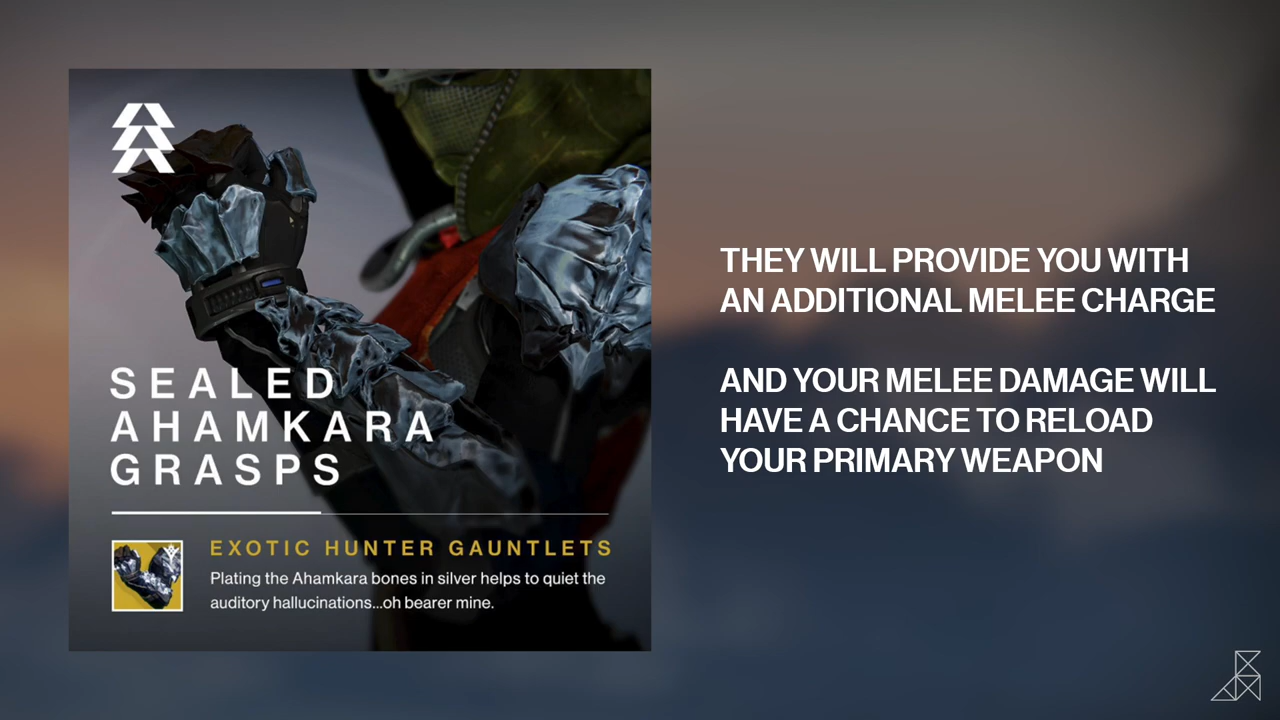 SEALED
AHAMKARA
GRASPS
EXOTIC HUNTER GAUNTLETS
Plating the Ahamkara bones in silver helps to quiet the
auditory hallucinations...oh bearer mine.
THEY WILL PROVIDE YOU WITH
AN ADDITIONAL MELEE CHARGE
AND YOUR MELEE DAMAGE WILL
HAVE A CHANCE TO RELOAD
YOUR PRIMARY WEAPON